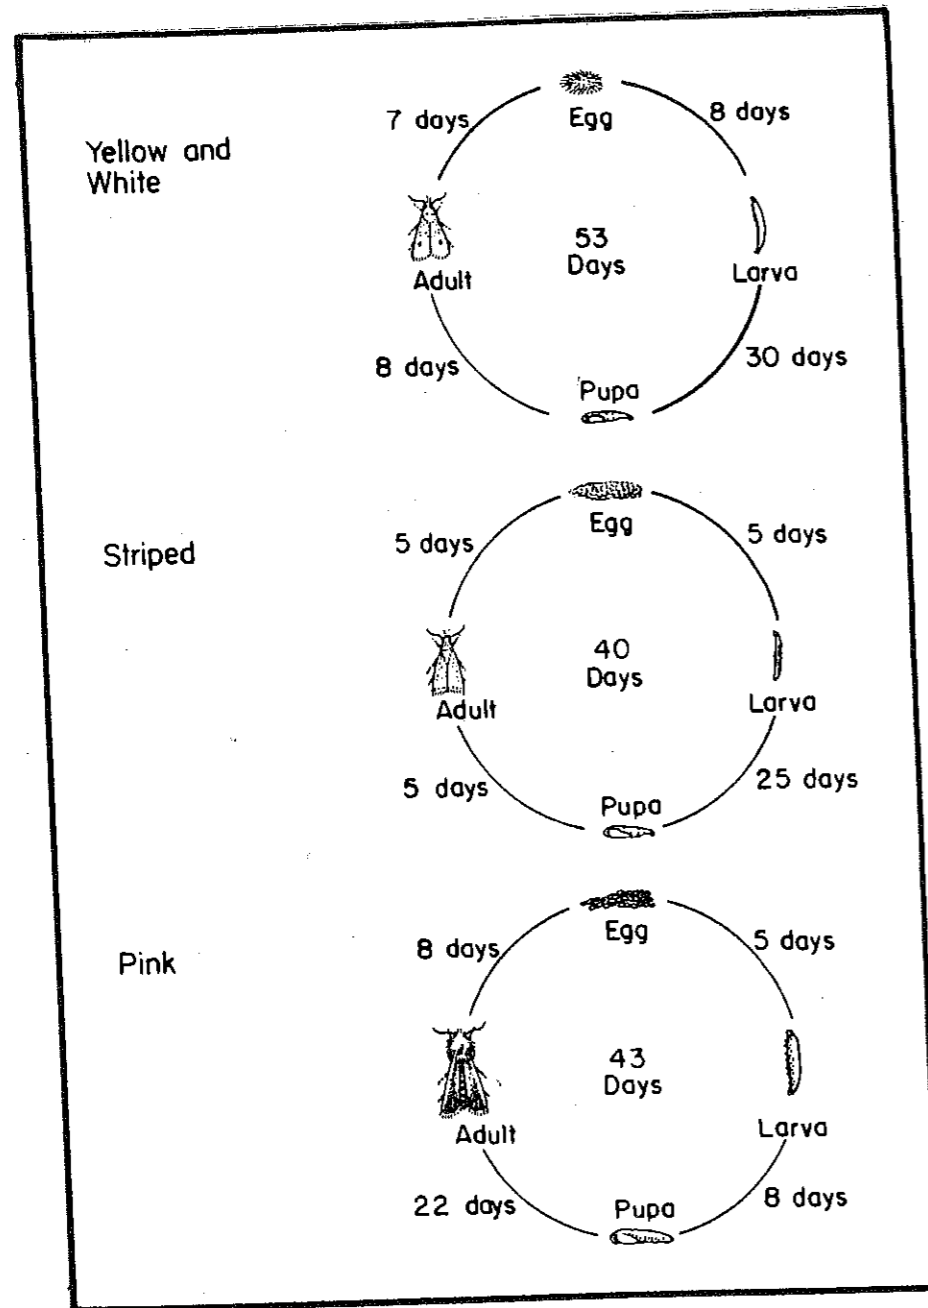 Yellow and
White
7 days
Egg
8 days
53
Days
Adult
Larva
8 days
Pupa
30 days
Striped
5 days
Egg
5 days
40
Days
Adult
Larva
5 days
Pupa
25 days
Pink
8 days
Egg
5 days
43
Days
Adult
Larva
22 days
Pupa
8 days